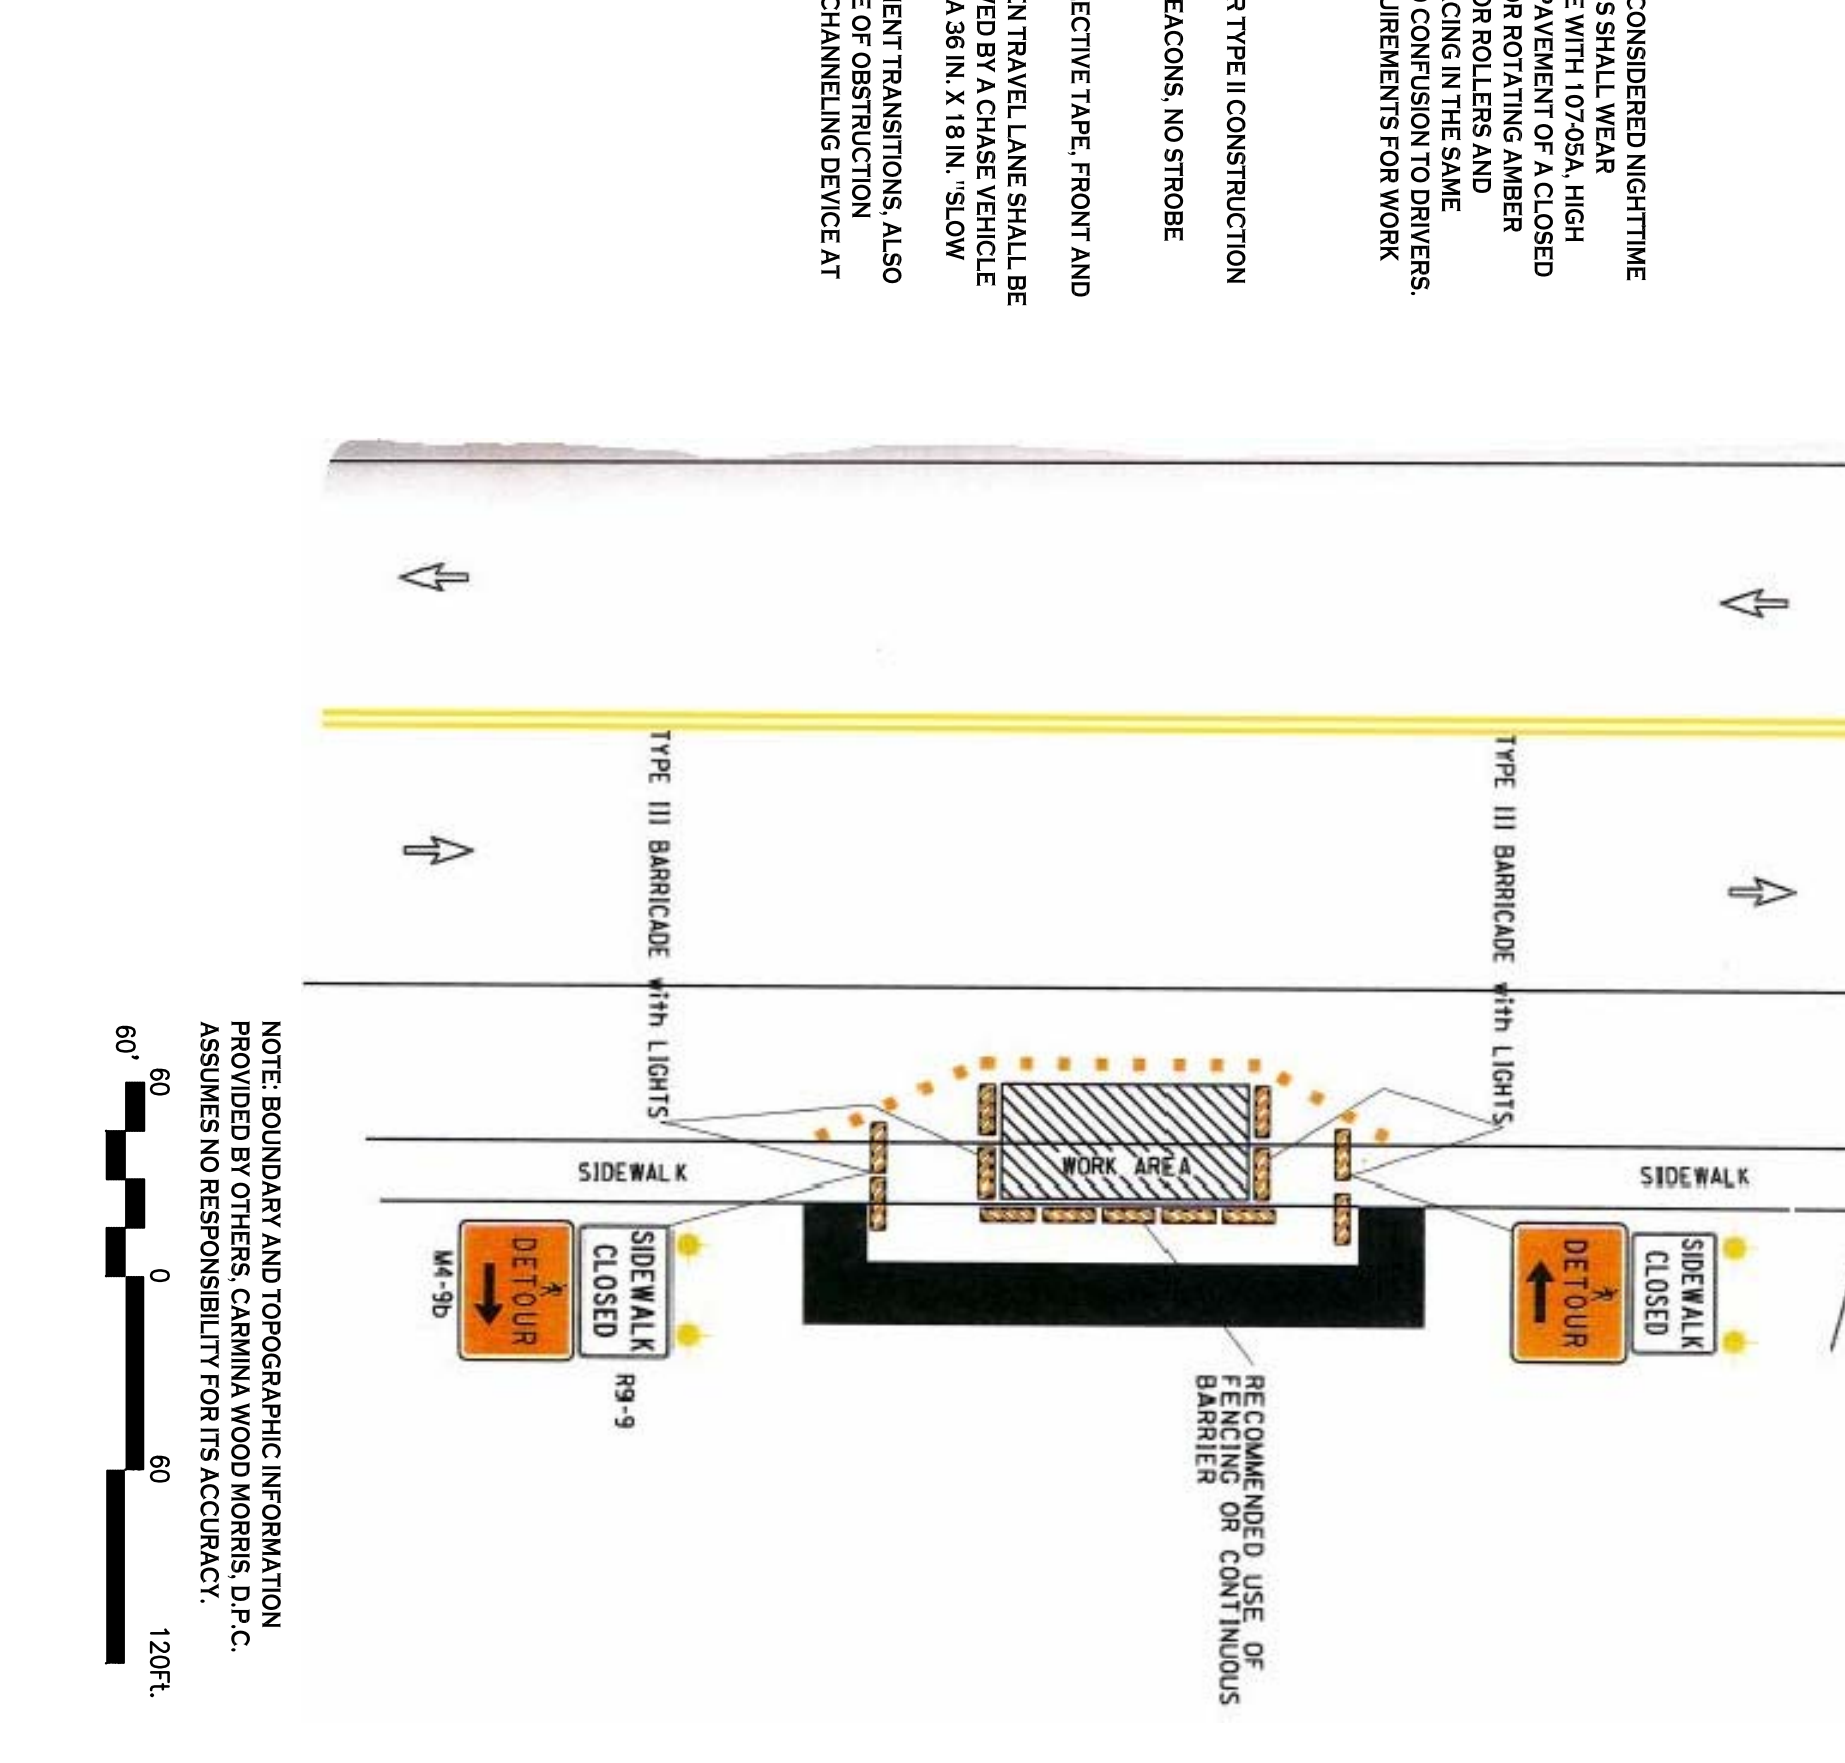 CONSIDERED NIGHTTIME
S SHALL WEAR
E WITH 107-05A, HIGH
PAVEMENT OF A CLOSED
OR ROTATING AMBER
OR ROLLERS AND
CING IN THE SAME
CONFUSION TO DRIVERS.
UIREMENTS FOR WORK
R TYPE II CONSTRUCTION
EACONS, NO STROBE
ECTIVE TAPE, FRONT AND
EN TRAVEL LANE SHALL BE
VED BY A CHASE VEHICLE
A 36 IN. X 18 IN. "SLOW
MENT TRANSITIONS, ALSO
E OF OBSTRUCTION
CHANNELING DEVICE AT
TYPE III BARRICADE with LIGHTS
TYPE III BARRICADE with LIGHTS
SIDEWALK
WORK AREA
SIDEWALK
SIDEWALK
CLOSED
DETOUR
SIDEWALK
CLOSED
R9-9
DETOUR
M4-9b
RECOMMENDED USE OF
FENCING OR CONTINUOUS
BARRIER
NOTE: BOUNDARY AND TOPOGRAPHIC INFORMATION
PROVIDED BY OTHERS, CARMINA WOOD MORRIS, D.P.C.
ASSUMES NO RESPONSIBILITY FOR ITS ACCURACY.
60 0 60 120Ft.
60'